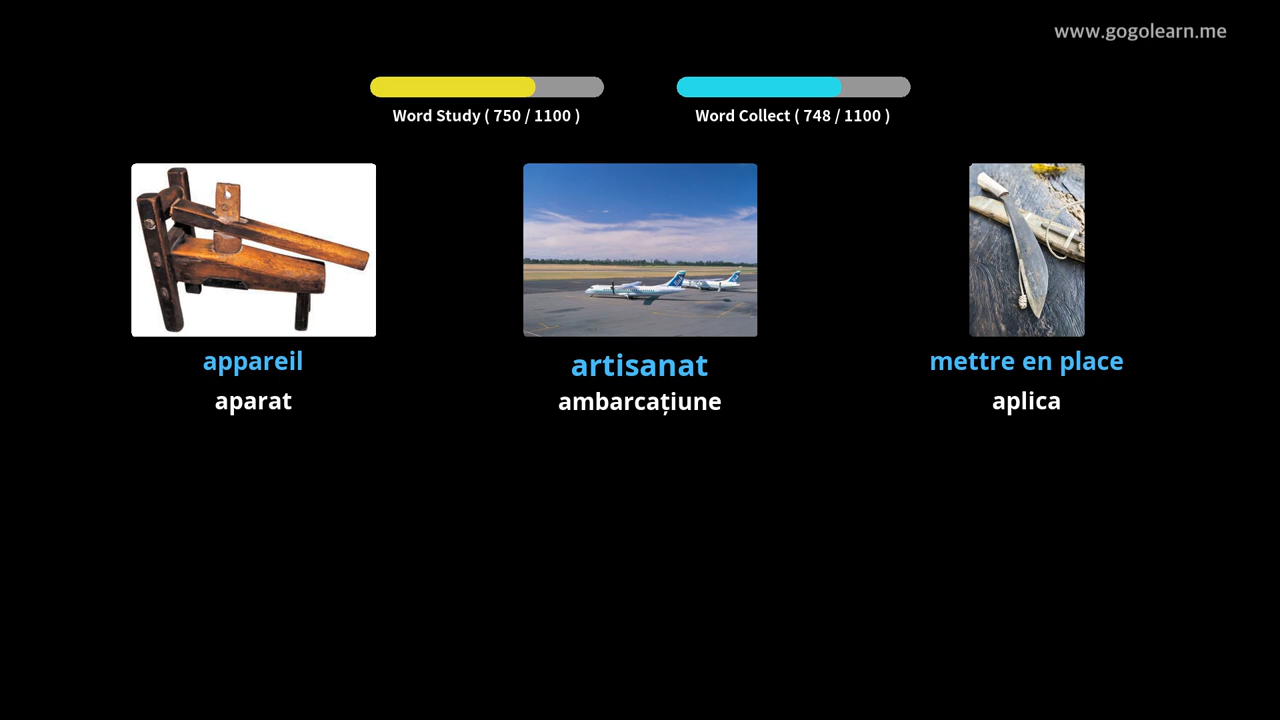 www.gogolearn.me
Word Study ( 750 / 1100 )
Word Collect ( 748 / 1100 )
appareil
aparat
artisanat
ambarcațiune
mettre en place
aplica